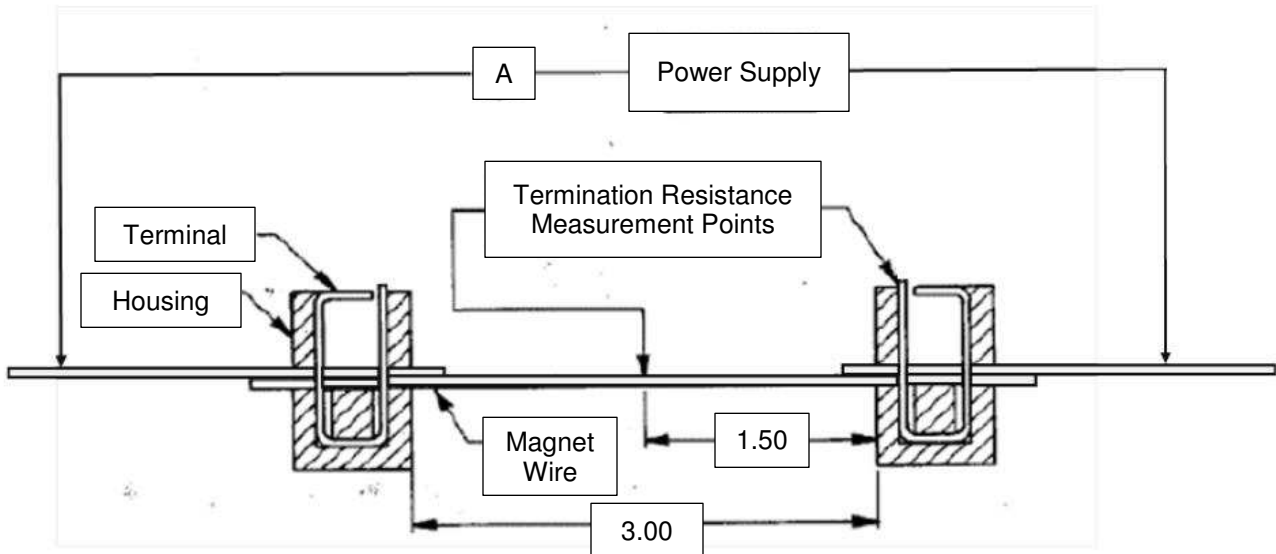 A
Power Supply
Termination Resistance
Measurement Points
Terminal
Housing
Magnet
Wire
1.50
3.00